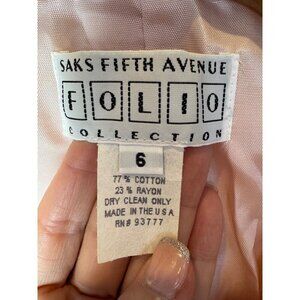 SAKS FIFTH AVENUE
FOLIO
COLLECTION
6
77% COTTON
23% RAYON
DRY CLEAN ONLY
MADE IN THE U.S.A
RN# 93777